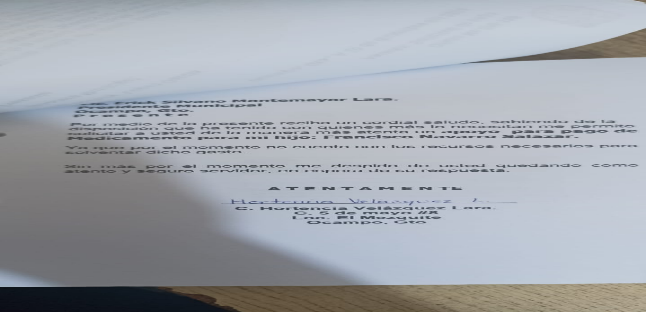 Lic. Erick Silvano Montemayor Lara.
Presidente Municipal
Ocampo, Gto.
P r e s e n t e
Por medio de la presente reciba un cordial saludo, sabiendo de la
disposición que ha tenido con quienes más lo necesitan me permito
solicitar a usted de la manera más atenta un apoyo para pago de
Medicamento para mi hijo: Francisco Navarro Salazar.
Ya que por el momento no cuento con los recursos necesarios para
solventar dicho gasto.
Sin más por el momento me despido de usted quedando como
atento y seguro servidor, en espera de su respuesta.
A T E N T A M E N T E
Hortencia Velazquez L.
C. Hortencia Velázquez Lara.
C. 5 de mayo #8
Loc. El Mezquite
Ocampo, Gto